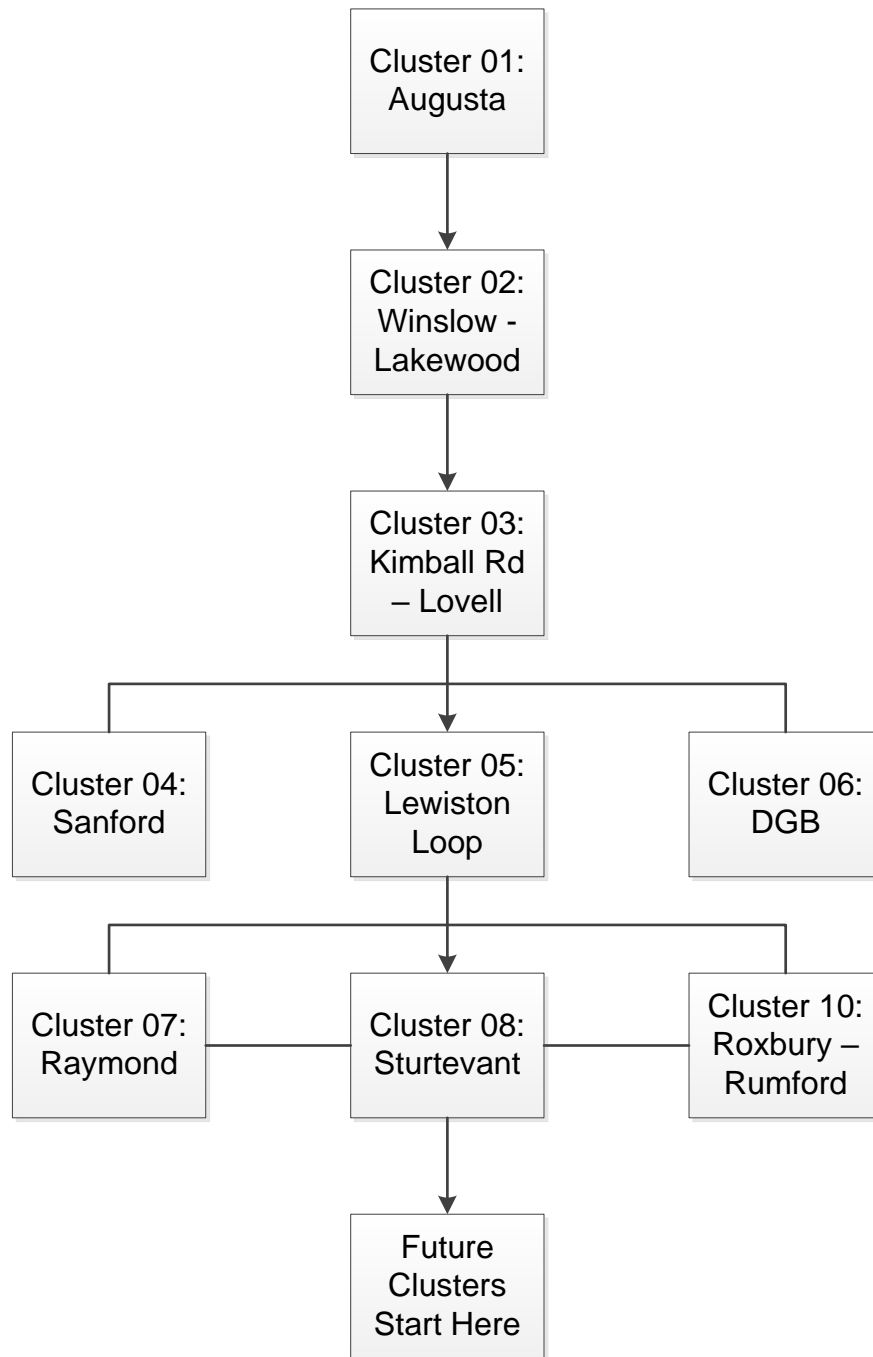 Cluster 01:
Augusta
Cluster 02:
Winslow -
Lakewood
Cluster 03:
Kimball Rd
– Lovell
Cluster 04:
Sanford
Cluster 05:
Lewiston
Loop
Cluster 06:
DGB
Cluster 07:
Raymond
Cluster 08:
Sturtevant
Cluster 10:
Roxbury –
Rumford
Future
Clusters
Start Here